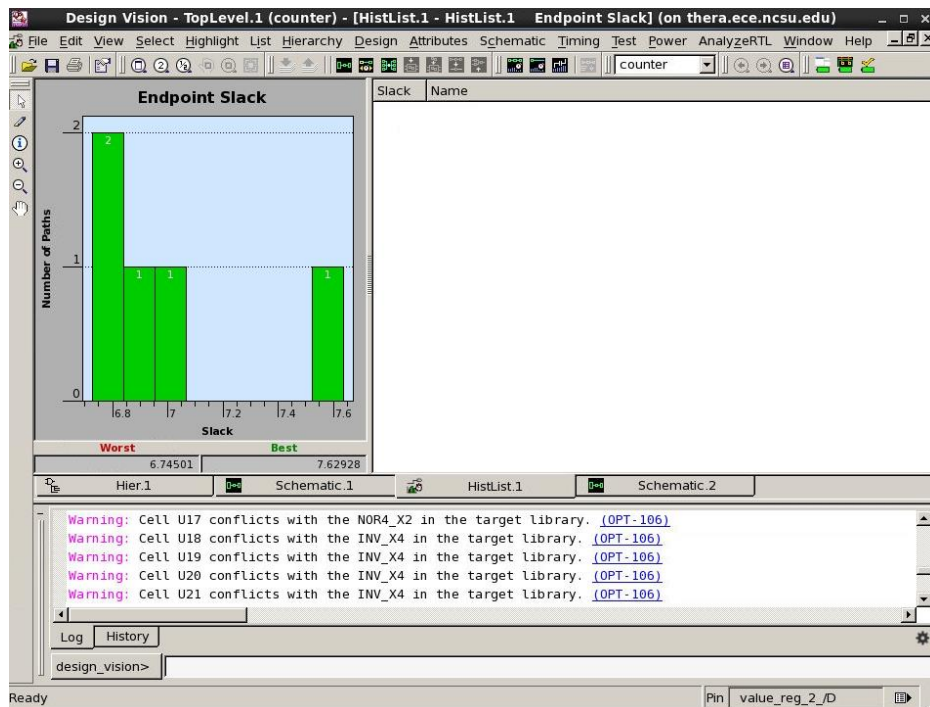 Design Vision - TopLevel.1 (counter) - [HistList.1 - HistList.1 Endpoint Slack] (on thera.ece.ncsu.edu)
File Edit View Select Highlight List Hierarchy Design Attributes Schematic Timing Test Power AnalyzeRTL Window Help
counter
Endpoint Slack
Slack Name
2
2
Number of Paths
1
1 1 1
0
6.8 7 7.2 7.4 7.6
Slack
Worst Best
6.74501 7.62928
Hier.1 Schematic.1 HistList.1 Schematic.2
Warning: Cell U17 conflicts with the NOR4_X2 in the target library. (OPT-106)
Warning: Cell U18 conflicts with the INV_X4 in the target library. (OPT-106)
Warning: Cell U19 conflicts with the INV_X4 in the target library. (OPT-106)
Warning: Cell U20 conflicts with the INV_X4 in the target library. (OPT-106)
Warning: Cell U21 conflicts with the INV_X4 in the target library. (OPT-106)
Log History
design_vision>
Ready Pin value_reg_2_/D